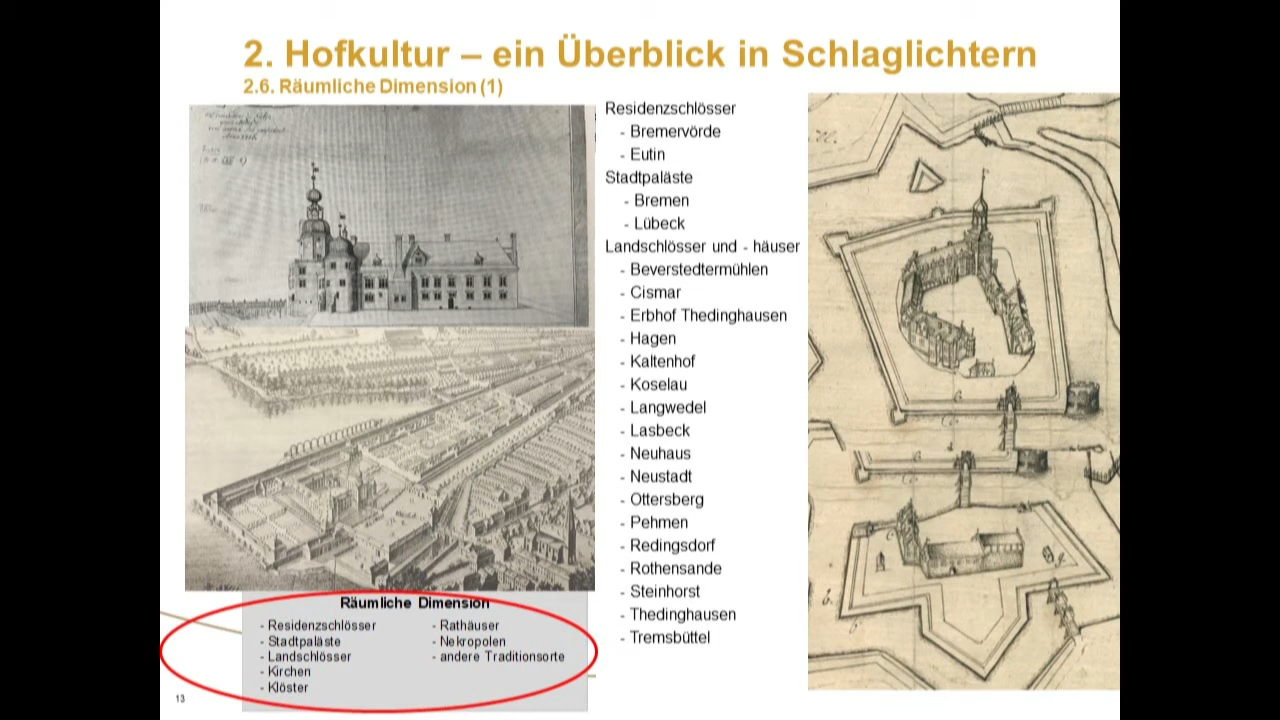 2. Hofkultur – ein Überblick in Schlaglichtern
2.6. Räumliche Dimension (1)
Residenzschlösser
- Bremervörde
- Eutin
Stadtpaläste
- Bremen
- Lübeck
Landschlösser und - häuser
- Beverstedtermühlen
- Cismar
- Erbhof Thedinghausen
- Hagen
- Kaltenhof
- Koselau
- Langwedel
- Lasbeck
- Neuhaus
- Neustadt
- Ottersberg
- Pehmen
- Redingsdorf
- Rothensande
- Steinhorst
- Thedinghausen
- Tremsbüttel
Räumliche Dimension
- Residenzschlösser
- Stadtpaläste
- Landschlösser
- Kirchen
- Klöster
- Rathäuser
- Nekropolen
- andere Traditionsorte
13